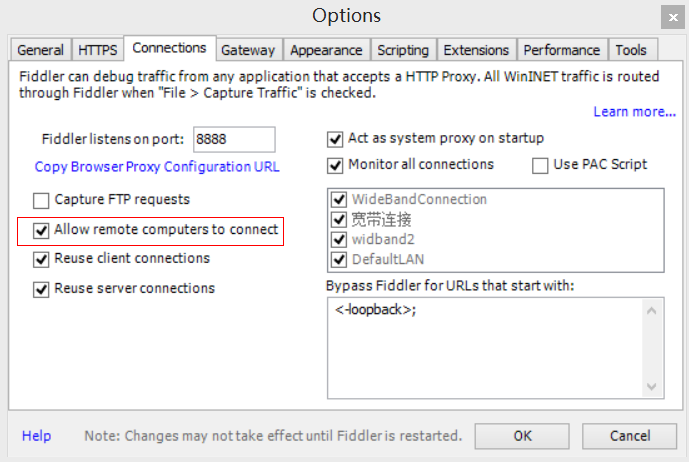 Options
General HTTPS Connections Gateway Appearance Scripting Extensions Performance Tools
Fiddler can debug traffic from any application that accepts a HTTP Proxy. All WinINET traffic is routed
through Fiddler when "File > Capture Traffic" is checked.
Learn more...
Fiddler listens on port: 8888
Copy Browser Proxy Configuration URL
Capture FTP requests
Allow remote computers to connect
Reuse client connections
Reuse server connections
Act as system proxy on startup
Monitor all connections Use PAC Script
WideBandConnection
宽带连接
widband2
DefaultLAN
Bypass Fiddler for URLs that start with:
<-loopback>;
Help Note: Changes may not take effect until Fiddler is restarted. OK Cancel